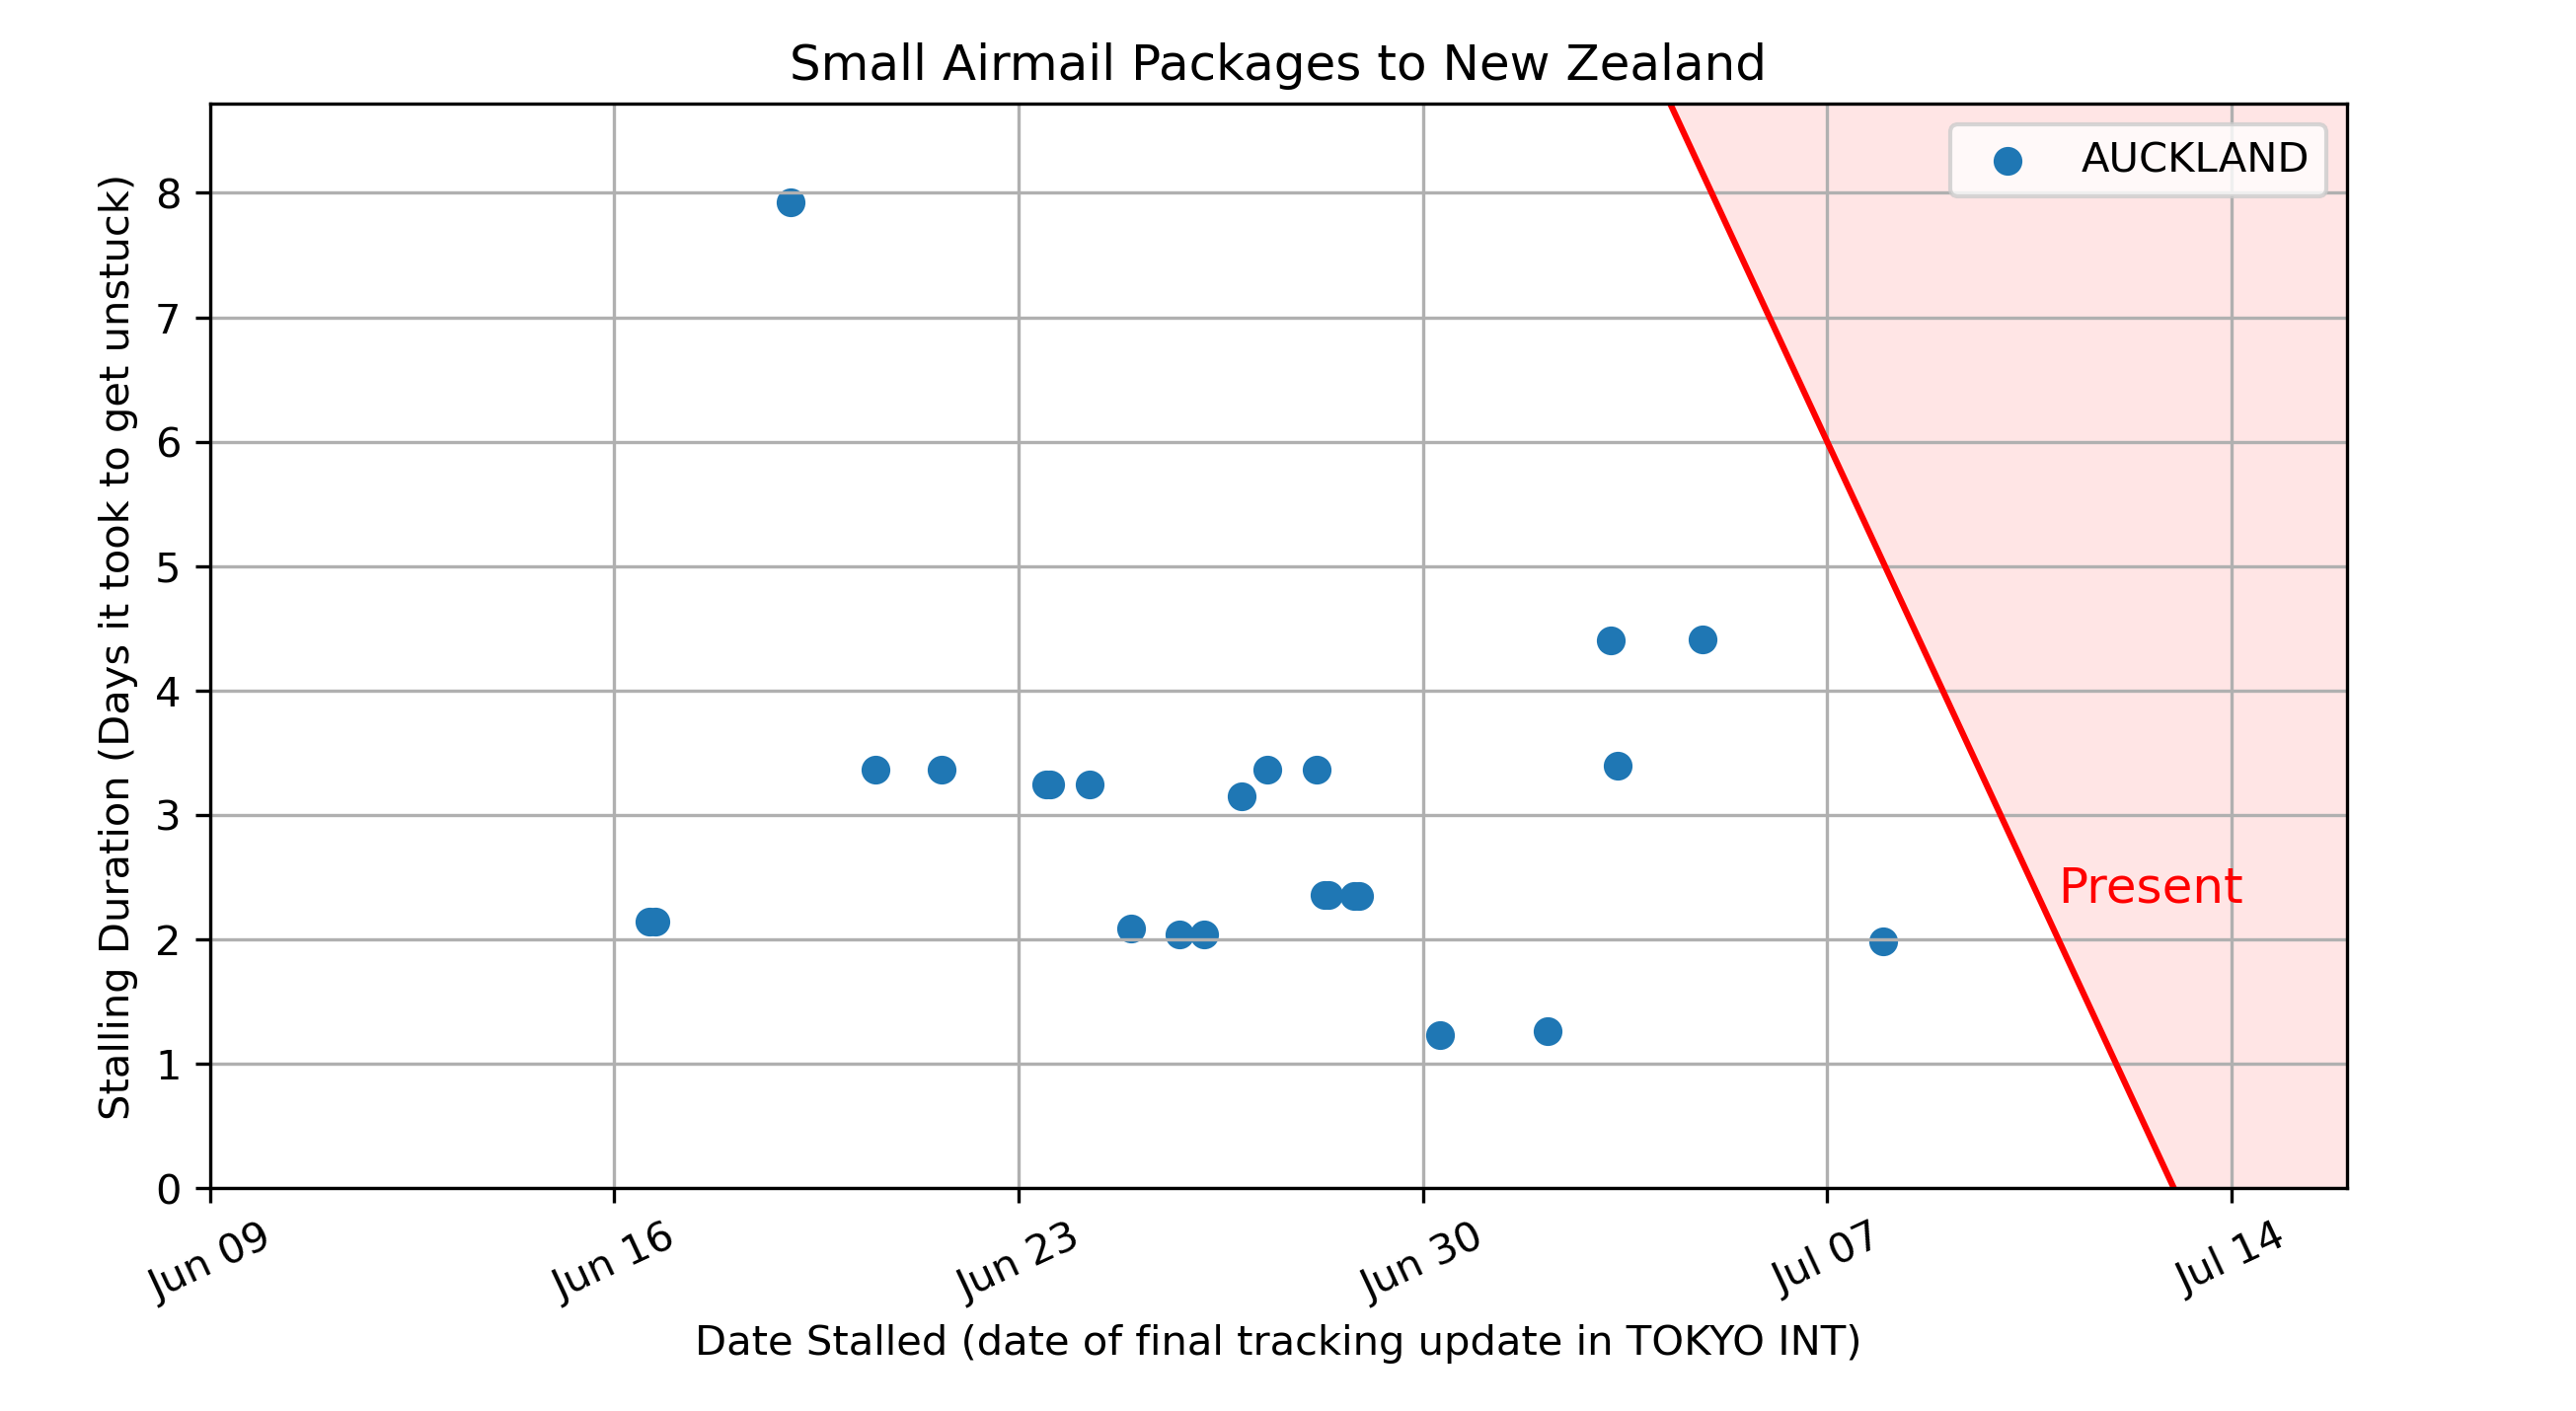 Small Airmail Packages to New Zealand
AUCKLAND
Stalling Duration (Days it took to get unstuck)
8
7
6
5
4
3
2
1
0
Present
Jun 09
Jun 16
Jun 23
Jun 30
Jul 07
Jul 14
Date Stalled (date of final tracking update in TOKYO INT)